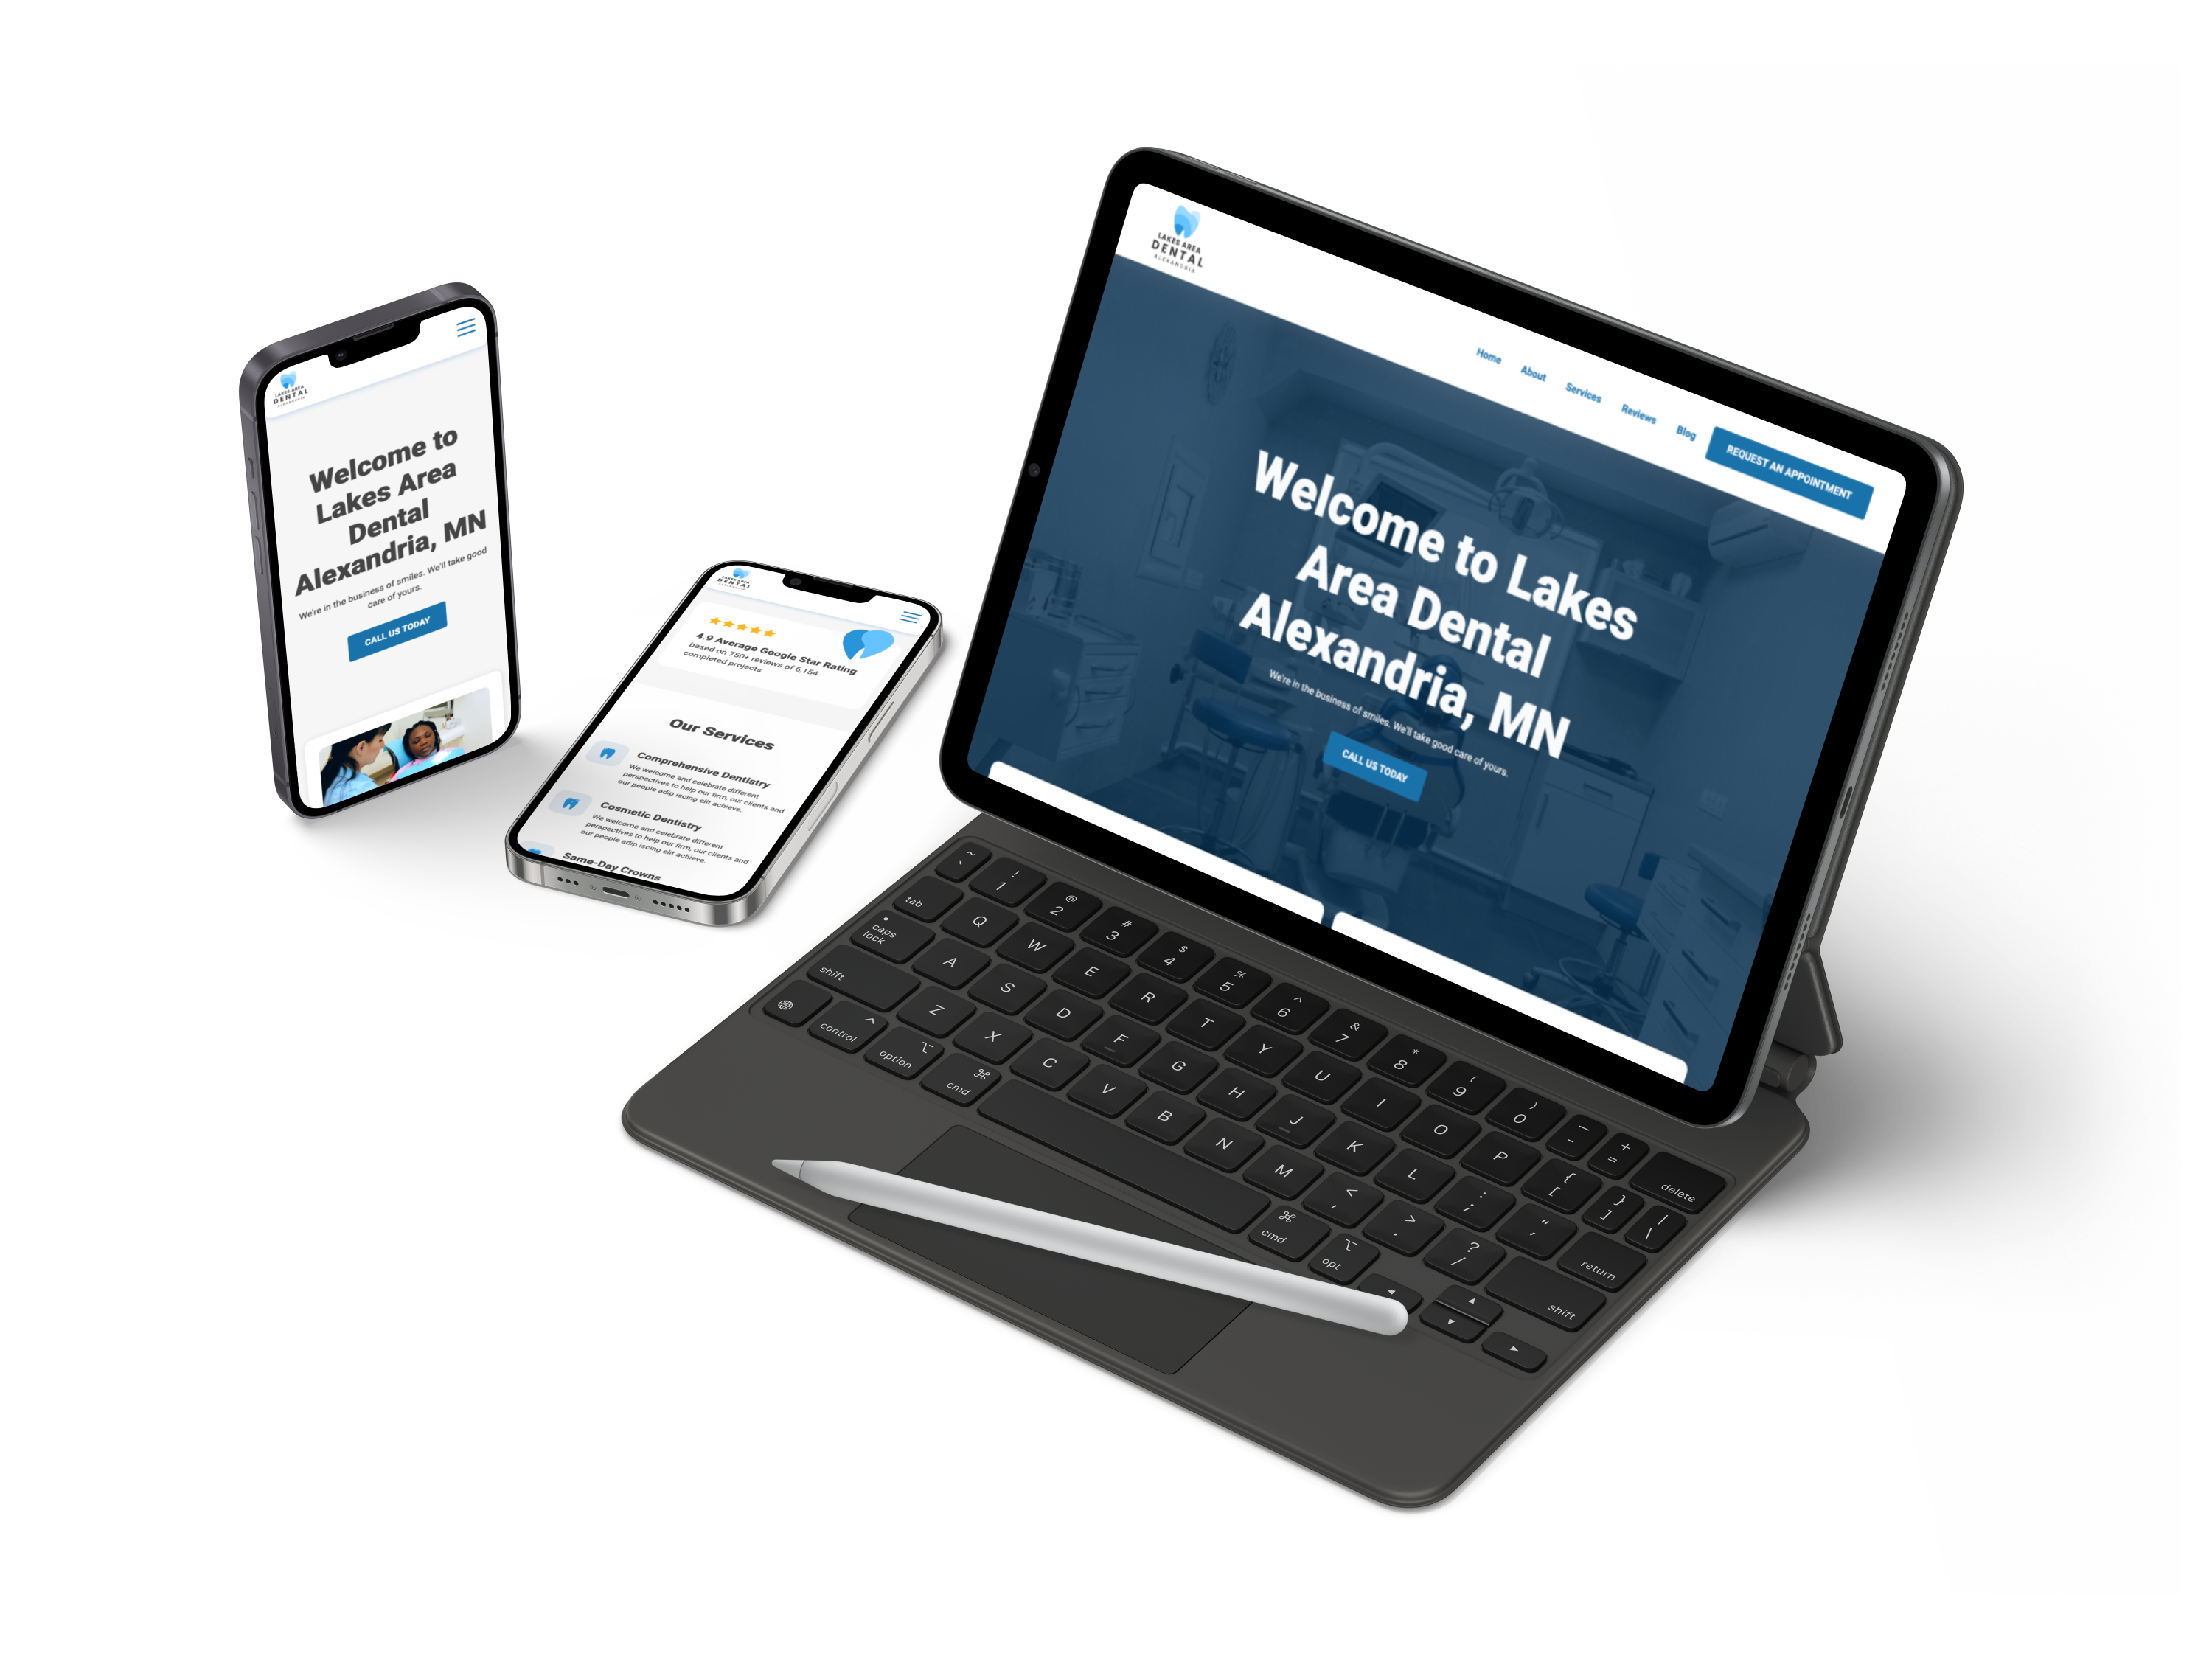 LAKES AREA
DENTAL
ALEXANDRIA
Welcome to
Lakes Area
Dental
Alexandria, MN
We're in the business of smiles. We'll take good
care of yours.
CALL US TODAY
LAKES AREA
DENTAL
4.9 Average Google Star Rating
based on 750+ reviews of 6,154
completed projects
Our Services
Comprehensive Dentistry
We welcome and celebrate different
perspectives to help our firm, our clients and
our people adip iscing elit achieve.
Cosmetic Dentistry
We welcome and celebrate different
perspectives to help our firm, our clients and
our people adip iscing elit achieve.
Same-Day Crowns
LAKES AREA
DENTAL
ALEXANDRIA
Home About Services Reviews Blog REQUEST AN APPOINTMENT
Welcome to Lakes
Area Dental
Alexandria, MN
We're in the business of smiles. We'll take good care of yours.
CALL US TODAY
~ ! @ # $ % ^ & * ( ) — +
` 1 2 3 4 5 6 7 8 9 0 - = delete
tab Q W E R T Y U I O P { [ } ] | \
caps lock A S D F G H J K L : ; " ' return
shift Z X C V B N M < , > . ? / shift
control option cmd cmd opt